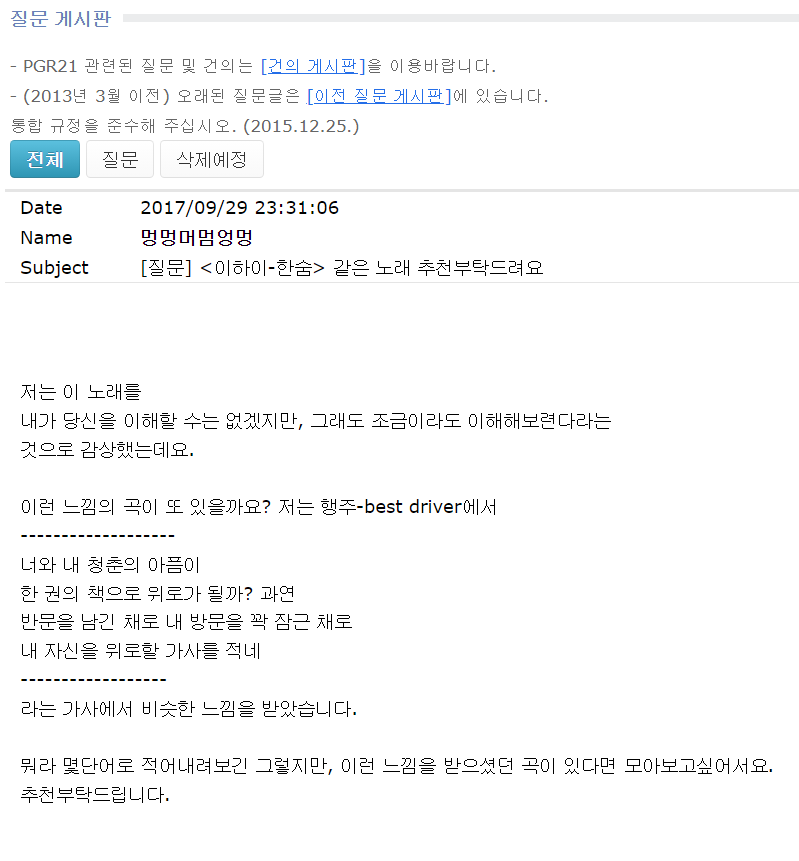 질문 게시판
- PGR21 관련된 질문 및 건의는 [건의 게시판]을 이용바랍니다.
- (2013년 3월 이전) 오래된 질문글은 [이전 질문 게시판]에 있습니다.
통합 규정을 준수해 주십시오. (2015.12.25.)
전체 질문 삭제예정
Date 2017/09/29 23:31:06
Name 멍멍머멈엉멍
Subject [질문] <이하이-한숨> 같은 노래 추천부탁드려요
저는 이 노래를
내가 당신을 이해할 수는 없겠지만, 그래도 조금이라도 이해해보련다라는
것으로 감상했는데요.
이런 느낌의 곡이 또 있을까요? 저는 행주-best driver에서
-------------------
너와 내 청춘의 아픔이
한 권의 책으로 위로가 될까? 과연
반문을 남긴 채로 내 방문을 꽉 잠근 채로
내 자신을 위로할 가사를 적네
------------------
라는 가사에서 비슷한 느낌을 받았습니다.
뭐라 몇단어로 적어내려보긴 그렇지만, 이런 느낌을 받으셨던 곡이 있다면 모아보고싶어서요.
추천부탁드립니다.